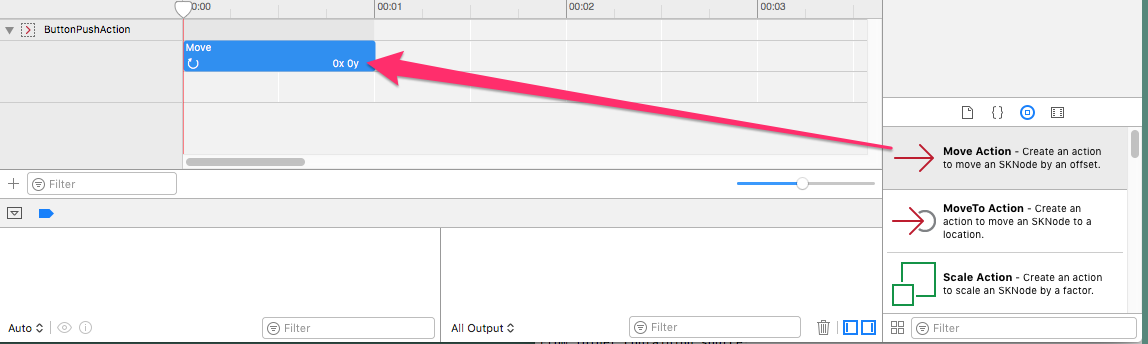 0:00 00:01 00:02 00:03
ButtonPushAction
Move
0x 0y
Filter
Move Action - Create an action
to move an SKNode by an offset.
MoveTo Action - Create an
action to move an SKNode to a
location.
Scale Action - Create an action
to scale an SKNode by a factor.
Auto
Filter
All Output
Filter
Filter